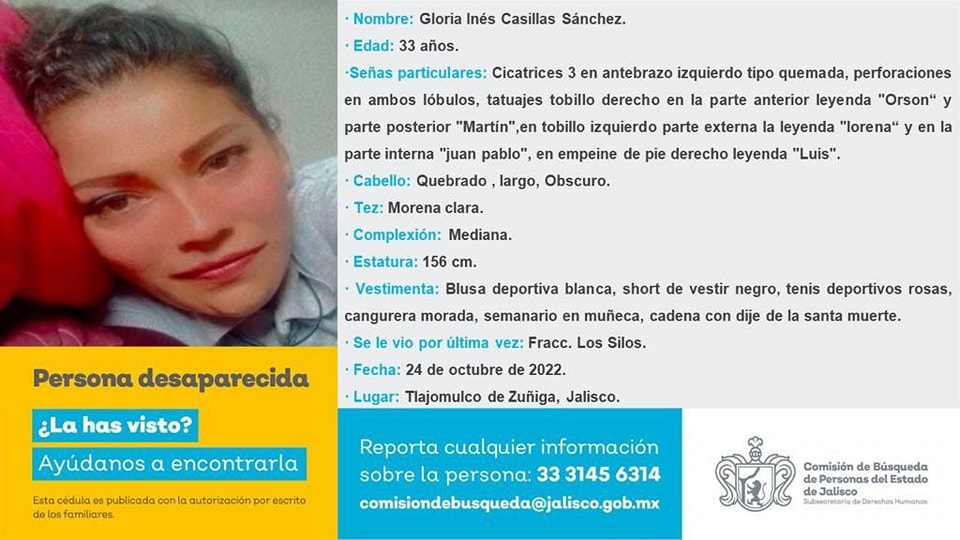 · Nombre: Gloria Inés Casillas Sánchez.
· Edad: 33 años.
·Señas particulares: Cicatrices 3 en antebrazo izquierdo tipo quemada, perforaciones
en ambos lóbulos, tatuajes tobillo derecho en la parte anterior leyenda "Orson“ y
parte posterior "Martín",en tobillo izquierdo parte externa la leyenda "lorena“ y en la
parte interna "juan pablo", en empeine de pie derecho leyenda "Luis".
· Cabello: Quebrado , largo, Obscuro.
· Tez: Morena clara.
· Complexión: Mediana.
· Estatura: 156 cm.
· Vestimenta: Blusa deportiva blanca, short de vestir negro, tenis deportivos rosas,
cangurera morada, semanario en muñeca, cadena con dije de la santa muerte.
· Se le vio por última vez: Fracc. Los Silos.
· Fecha: 24 de octubre de 2022.
· Lugar: Tlajomulco de Zuñiga, Jalisco.
Persona desaparecida
¿La has visto?
Ayúdanos a encontrarla
Esta cédula es publicada con la autorización por escrito
de los familiares.
Reporta cualquier información
sobre la persona: 33 3145 6314
comisiondebusqueda@jalisco.gob.mx
Comisión de Búsqueda
de Personas del Estado
de Jalisco
Subsecretaría de Derechos Humanos